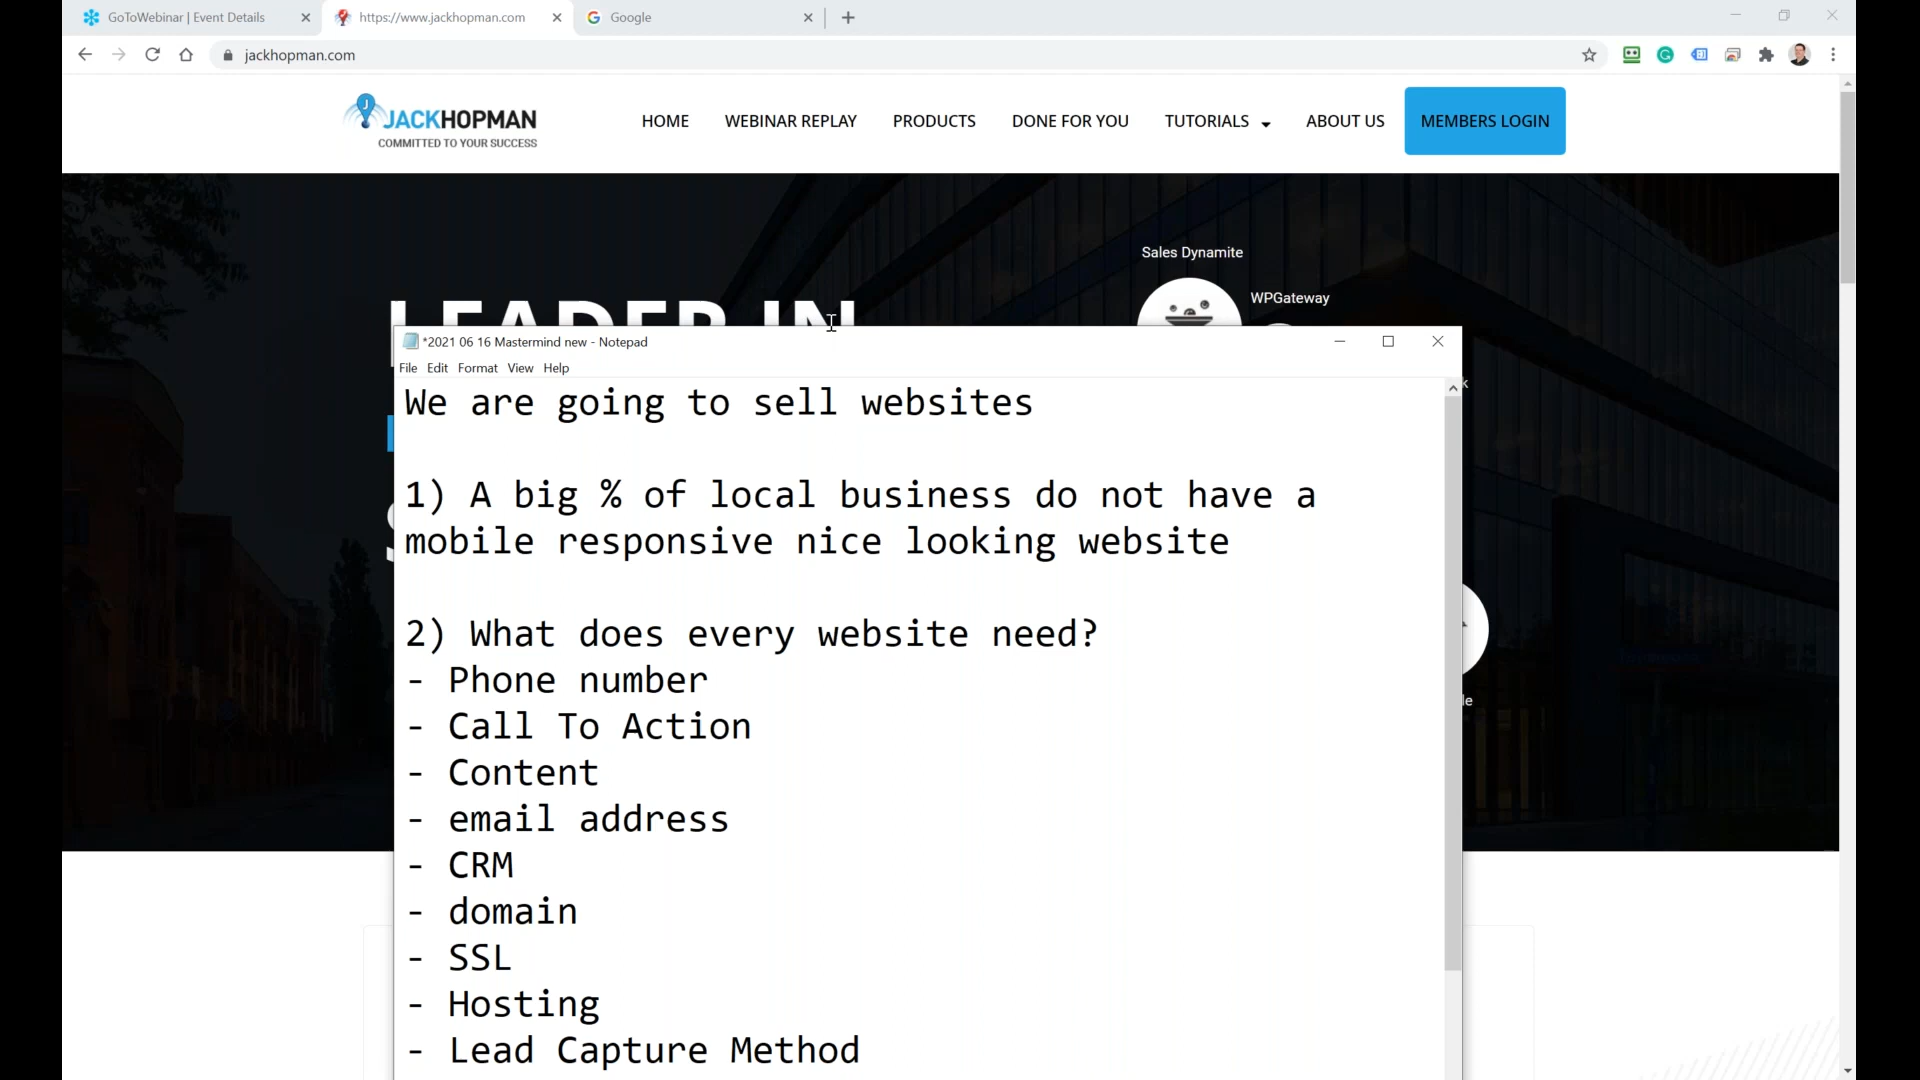 GoToWebinar | Event Details
https://www.jackhopman.com
Google
jackhopman.com
JACKHOPMAN
COMMITTED TO YOUR SUCCESS
HOME
WEBINAR REPLAY
PRODUCTS
DONE FOR YOU
TUTORIALS
ABOUT US
MEMBERS LOGIN
Sales Dynamite
WPGateway
LEADER IN
*2021 06 16 Mastermind new - Notepad
File Edit Format View Help
We are going to sell websites
1) A big % of local business do not have a
mobile responsive nice looking website
2) What does every website need?
- Phone number
- Call To Action
- Content
- email address
- CRM
- domain
- SSL
- Hosting
- Lead Capture Method